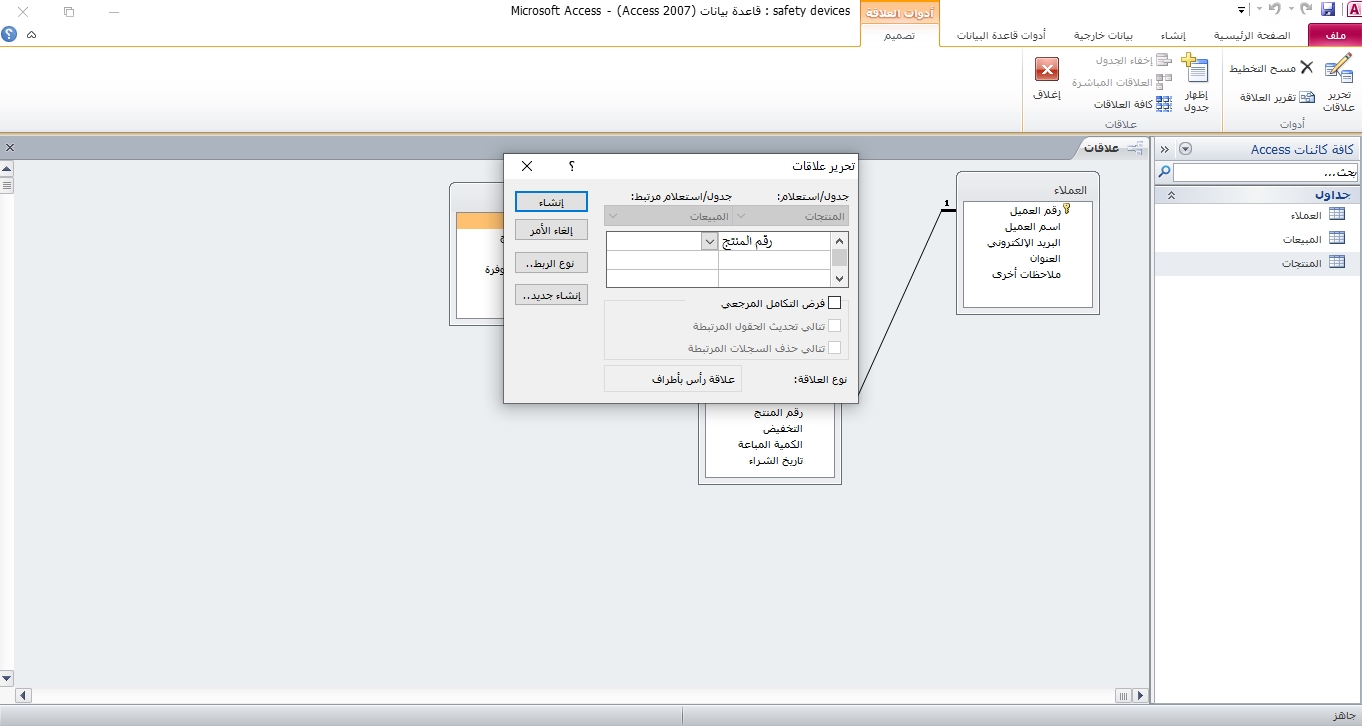 safety devices : قاعدة بيانات (Access 2007) - Microsoft Access
أدوات العلاقة
ملف
الصفحة الرئيسية
إنشاء
بيانات خارجية
أدوات قاعدة البيانات
تصميم
تحرير علاقات
مسح التخطيط
تقرير العلاقة
أدوات
إظهار جدول
إخفاء الجدول
العلاقات المباشرة
كافة العلاقات
علاقات
إغلاق
كافة كائنات Access
بحث...
جداول
العملاء
المبيعات
المنتجات
علاقات
العملاء
رقم العميل
اسم العميل
البريد الإلكتروني
العنوان
ملاحظات أخرى
1
تحرير علاقات
؟
جدول/استعلام:
جدول/استعلام مرتبط:
المنتجات
المبيعات
رقم المنتج
فرض التكامل المرجعي
تتالي تحديث الحقول المرتبطة
تتالي حذف السجلات المرتبطة
نوع العلاقة:
علاقة رأس بأطراف
إنشاء
إلغاء الأمر
نوع الربط..
إنشاء جديد..
رقم المنتج
التخفيض
الكمية المباعة
تاريخ الشراء
جاهز